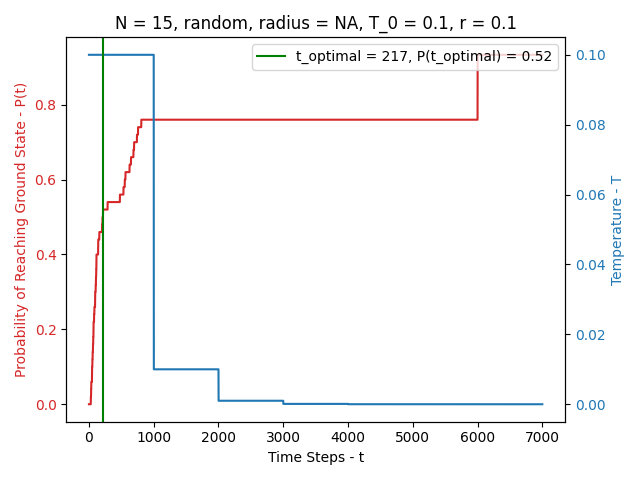 N = 15, random, radius = NA, T_0 = 0.1, r = 0.1
t_optimal = 217, P(t_optimal) = 0.52
Probability of Reaching Ground State - P(t)
0.8
0.6
0.4
0.2
0.0
0.10
0.08
0.06
0.04
0.02
0.00
Temperature - T
0 1000 2000 3000 4000 5000 6000 7000
Time Steps - t